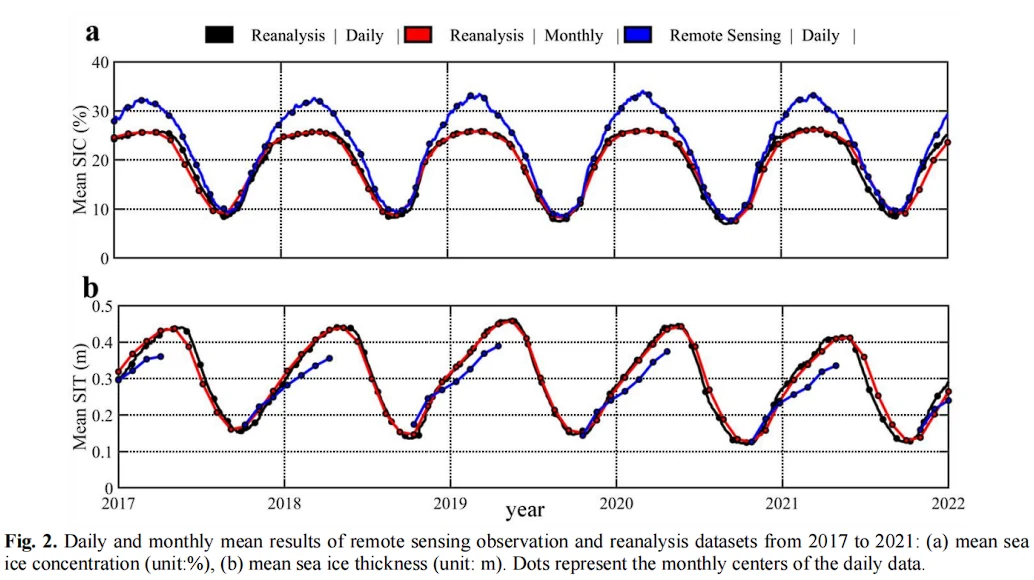 a
Reanalysis | Daily | Reanalysis | Monthly | Remote Sensing | Daily |
40
30
20
10
0
Mean SIC (%)
b
0.5
0.4
0.3
0.2
0.1
0
Mean SIT (m)
2017 2018 2019 2020 2021 2022
year
Fig. 2. Daily and monthly mean results of remote sensing observation and reanalysis datasets from 2017 to 2021: (a) mean sea
ice concentration (unit:%), (b) mean sea ice thickness (unit: m). Dots represent the monthly centers of the daily data.